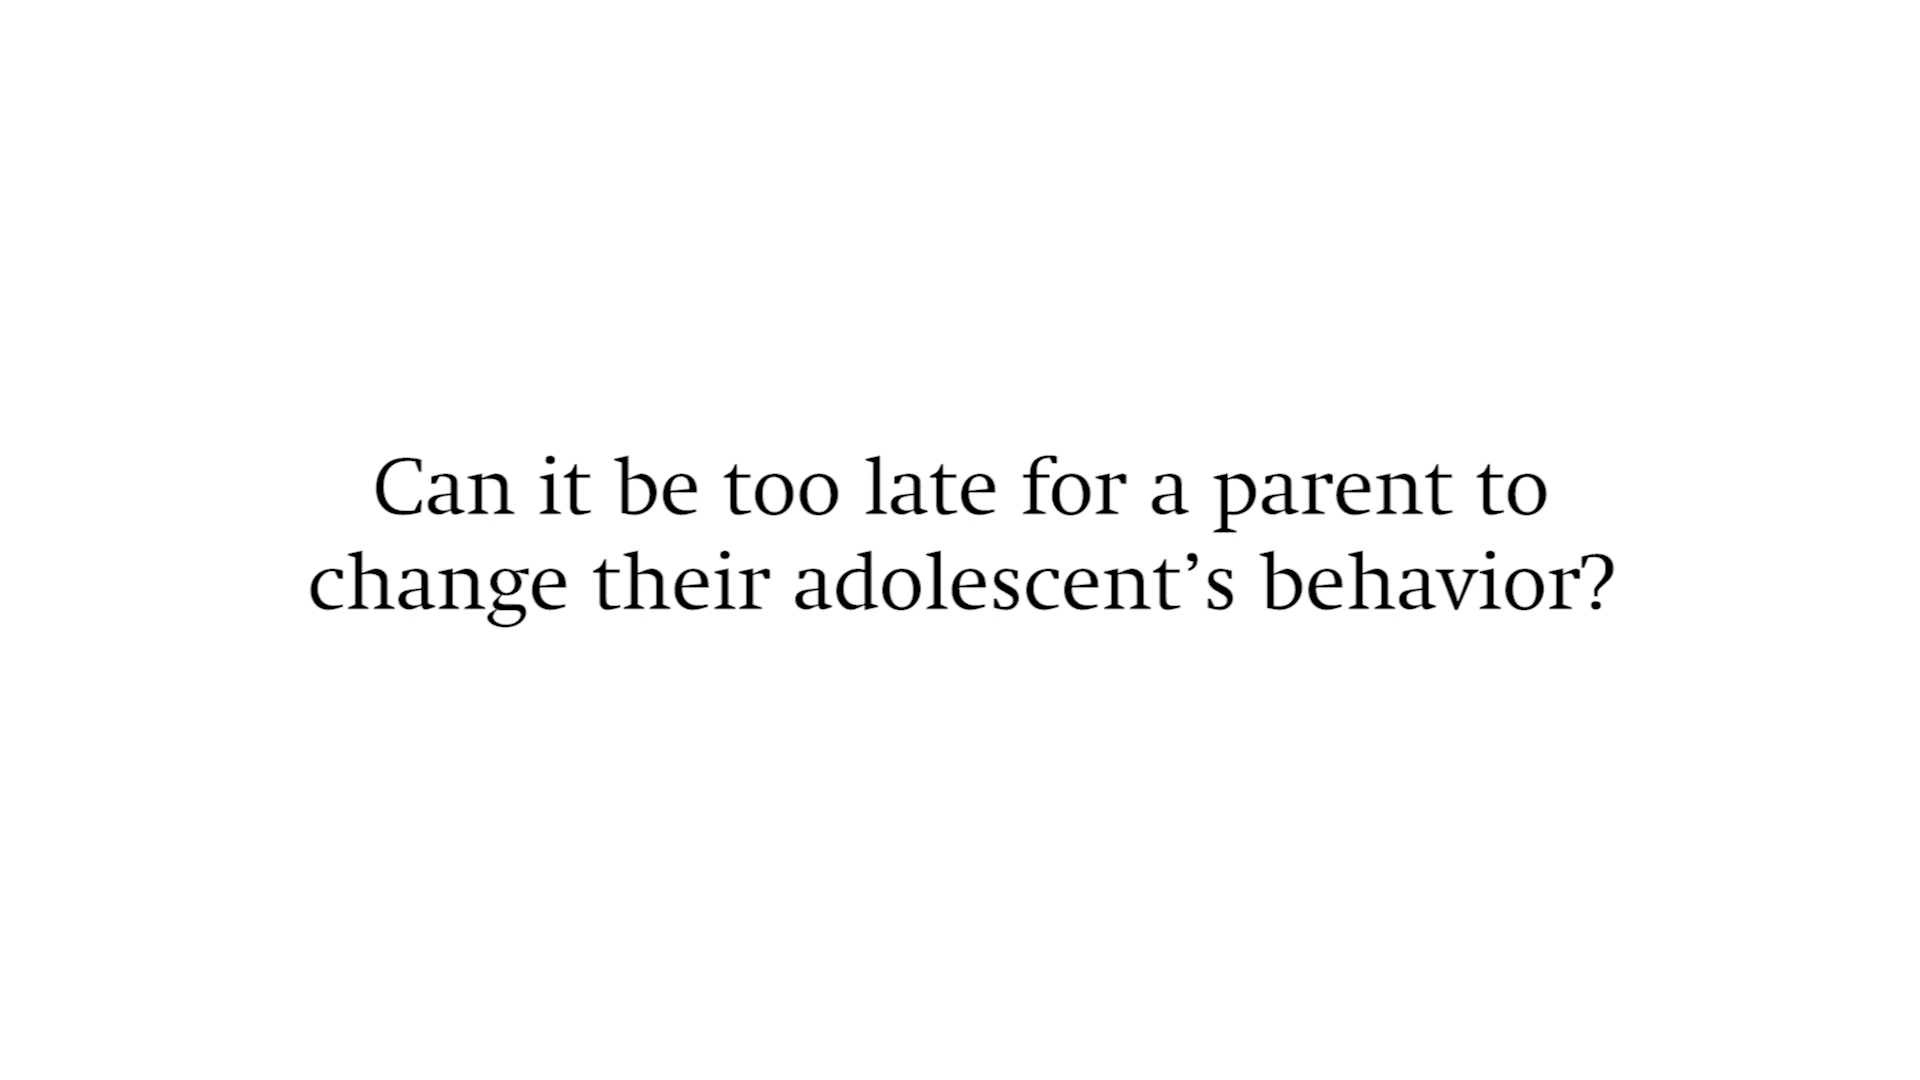 Can it be too late for a parent to
change their adolescent’s behavior?